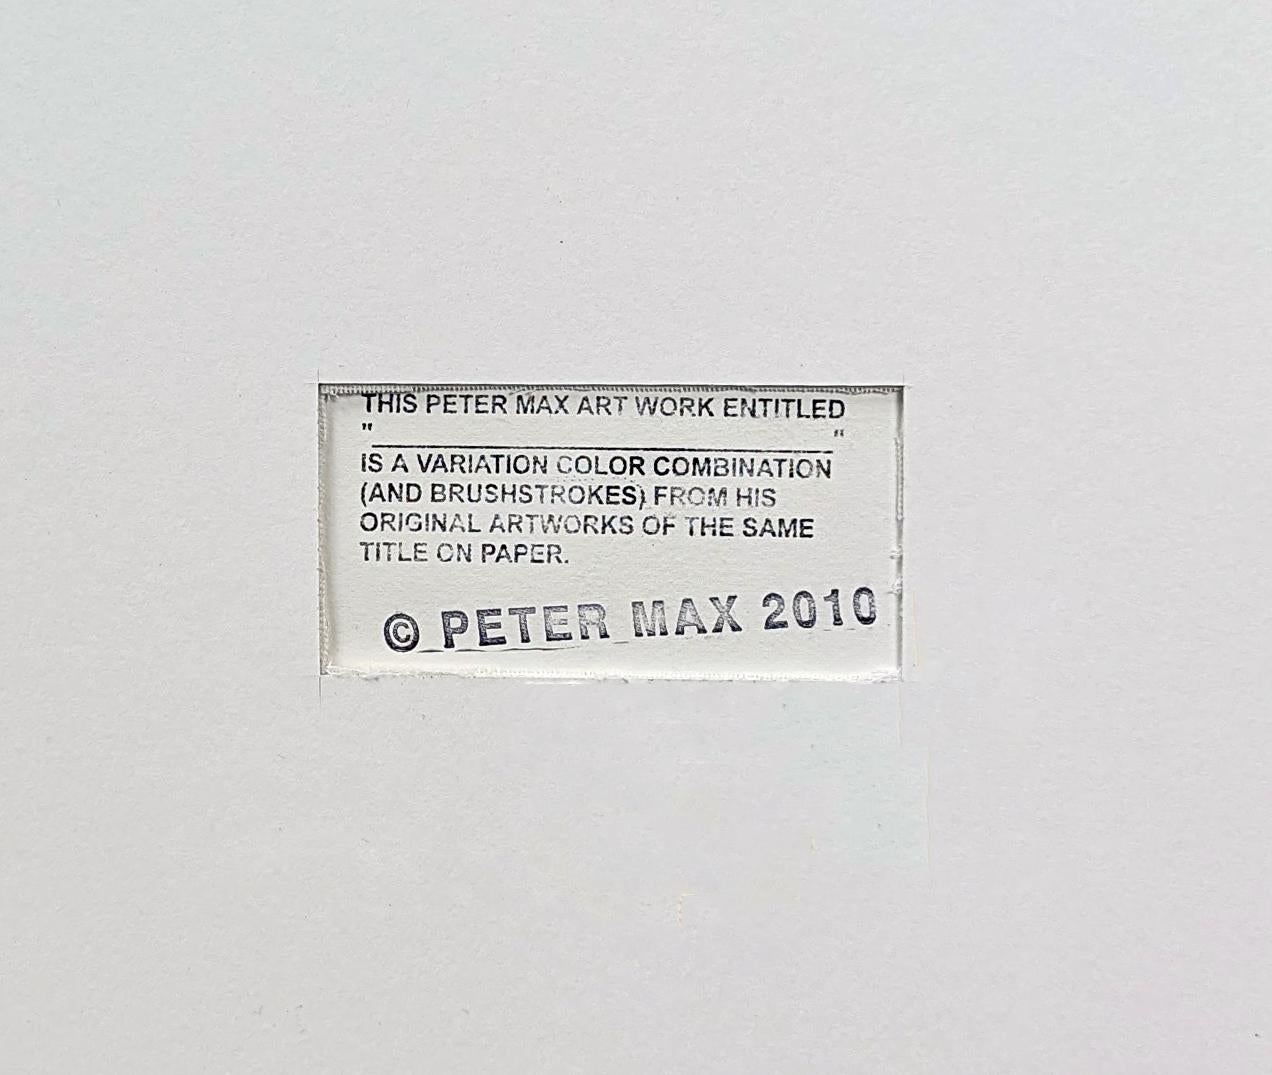 THIS PETER MAX ART WORK ENTITLED
" "
IS A VARIATION COLOR COMBINATION
(AND BRUSHSTROKES) FROM HIS
ORIGINAL ARTWORKS OF THE SAME
TITLE ON PAPER.
© PETER MAX 2010